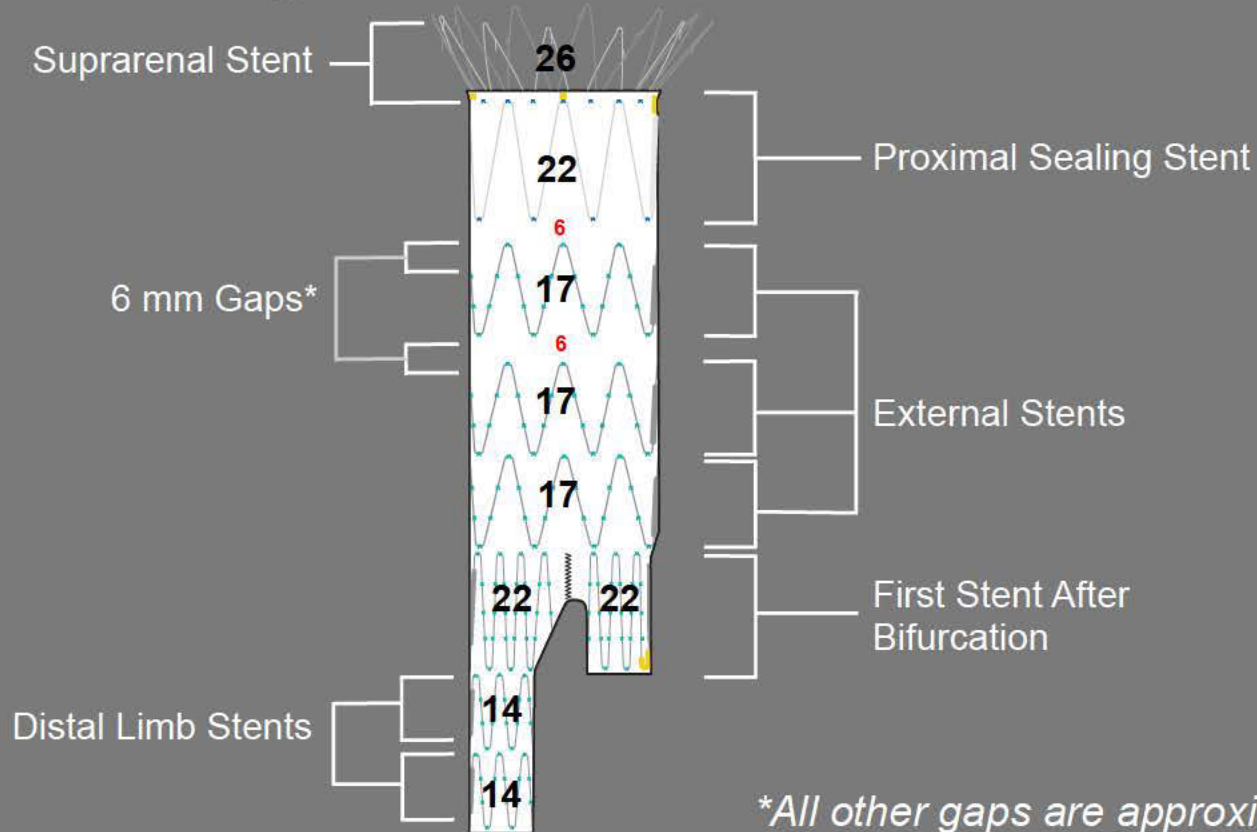 Suprarenal Stent
26
22
Proximal Sealing Stent
6
6 mm Gaps*
17
6
17
External Stents
17
22 22
First Stent After
Bifurcation
14
Distal Limb Stents
14
*All other gaps are approxi